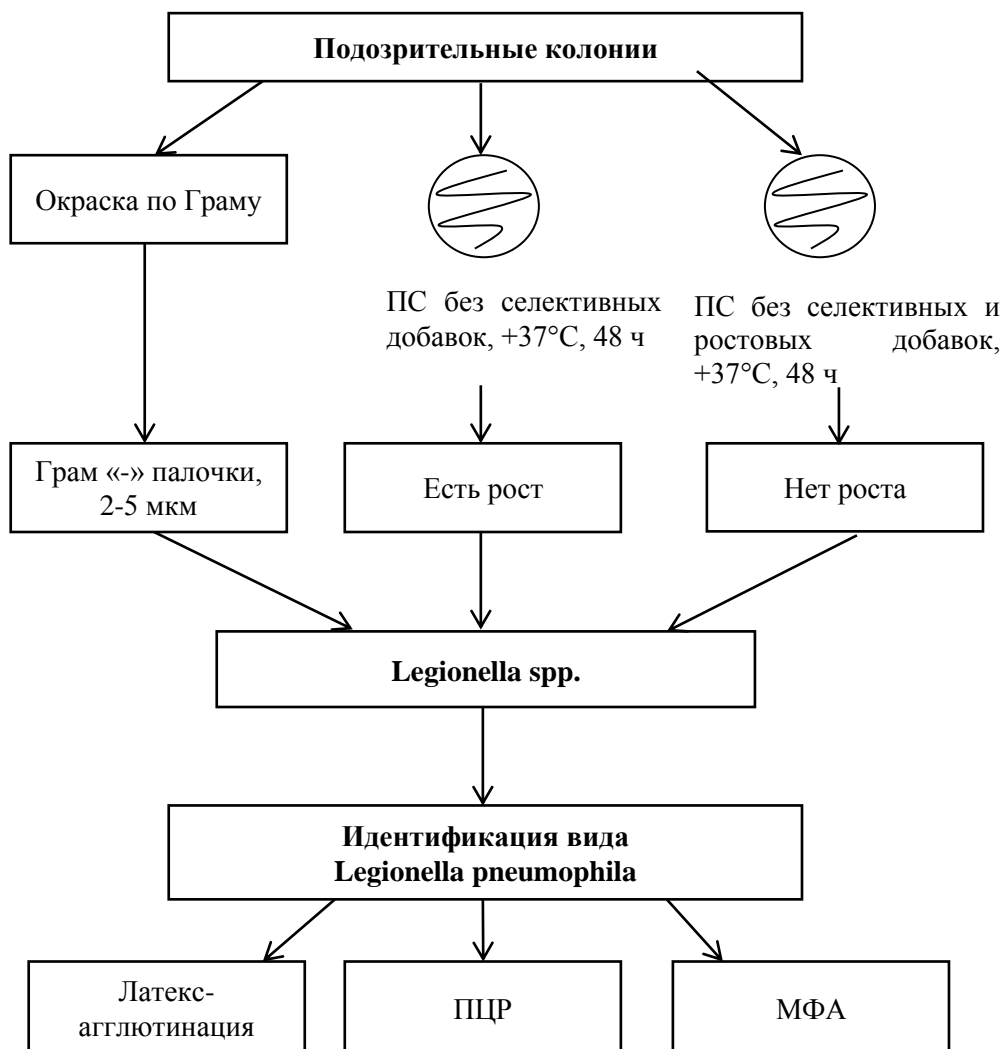 Подозрительные колонии
Окраска по Граму
ПС без селективных
добавок, +37°С, 48 ч
ПС без селективных и
ростовых добавок,
+37°С, 48 ч
Грам «-» палочки,
2-5 мкм
Есть рост
Нет роста
Legionella spp.
Идентификация вида
Legionella pneumophila
Латекс-
агглютинация
ПЦР
МФА